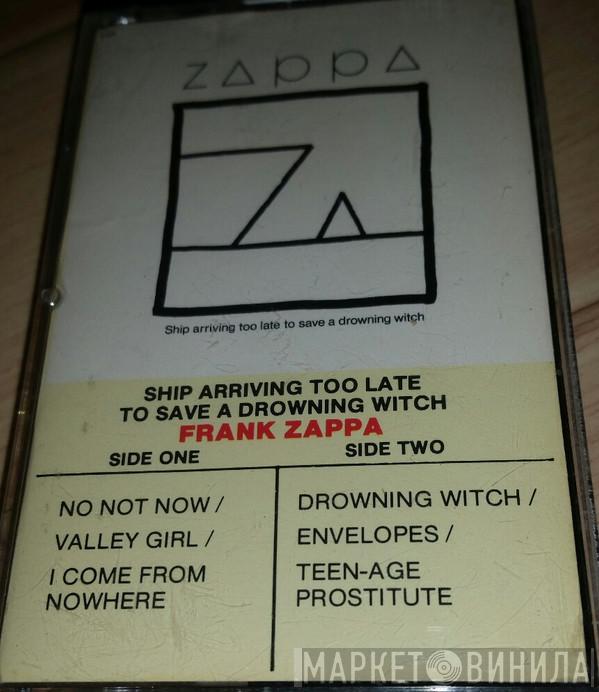 ZAPPA
ZA
Ship arriving too late to save a drowning witch
SHIP ARRIVING TOO LATE
TO SAVE A DROWNING WITCH
FRANK ZAPPA
SIDE ONE
NO NOT NOW /
VALLEY GIRL /
I COME FROM
NOWHERE
SIDE TWO
DROWNING WITCH /
ENVELOPES /
TEEN-AGE
PROSTITUTE
МАРКЕТ ВИНИЛА